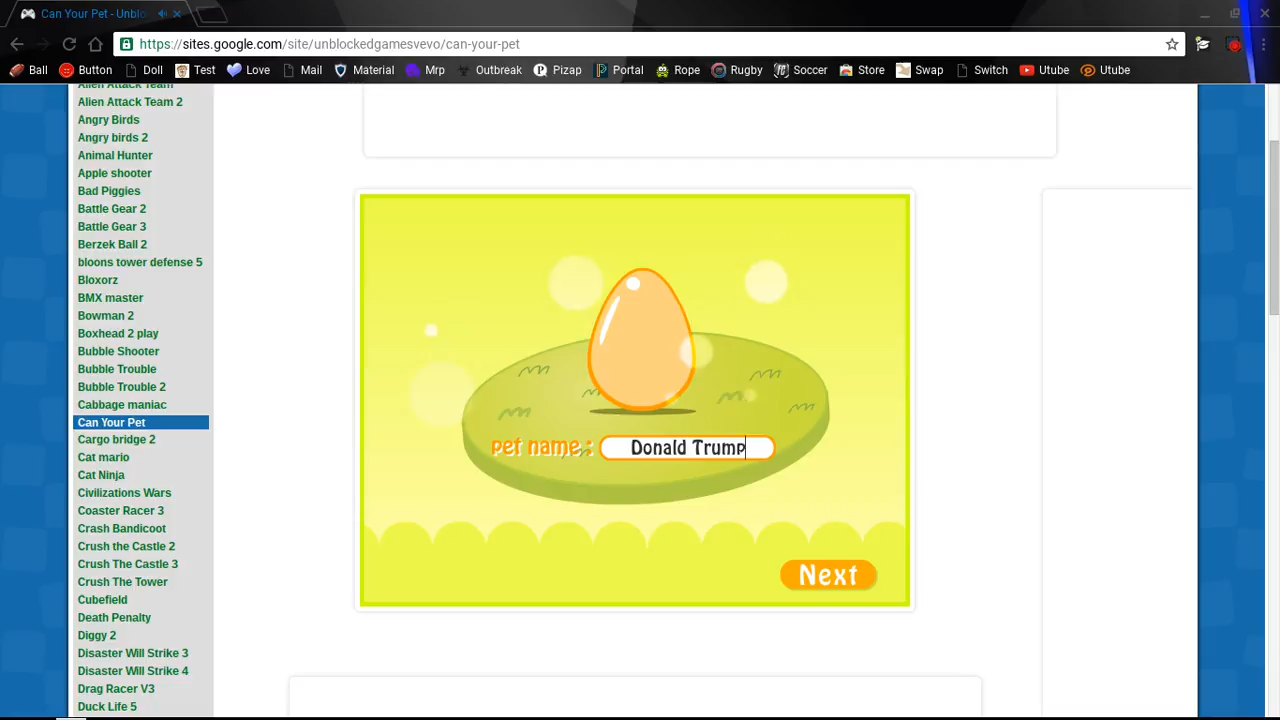 Can Your Pet - Unblo
https://sites.google.com/site/unblockedgamesvevo/can-your-pet
Ball Button Doll Test Love Mail Material Mrp Outbreak Pizap Portal Rope Rugby Soccer Store Swap Switch Utube Utube
Alien Attack Team
Alien Attack Team 2
Angry Birds
Angry birds 2
Animal Hunter
Apple shooter
Bad Piggies
Battle Gear 2
Battle Gear 3
Berzek Ball 2
bloons tower defense 5
Bloxorz
BMX master
Bowman 2
Boxhead 2 play
Bubble Shooter
Bubble Trouble
Bubble Trouble 2
Cabbage maniac
Can Your Pet
Cargo bridge 2
Cat mario
Cat Ninja
Civilizations Wars
Coaster Racer 3
Crash Bandicoot
Crush the Castle 2
Crush The Castle 3
Crush The Tower
Cubefield
Death Penalty
Diggy 2
Disaster Will Strike 3
Disaster Will Strike 4
Drag Racer V3
Duck Life 5
pet name : Donald Trump
Next